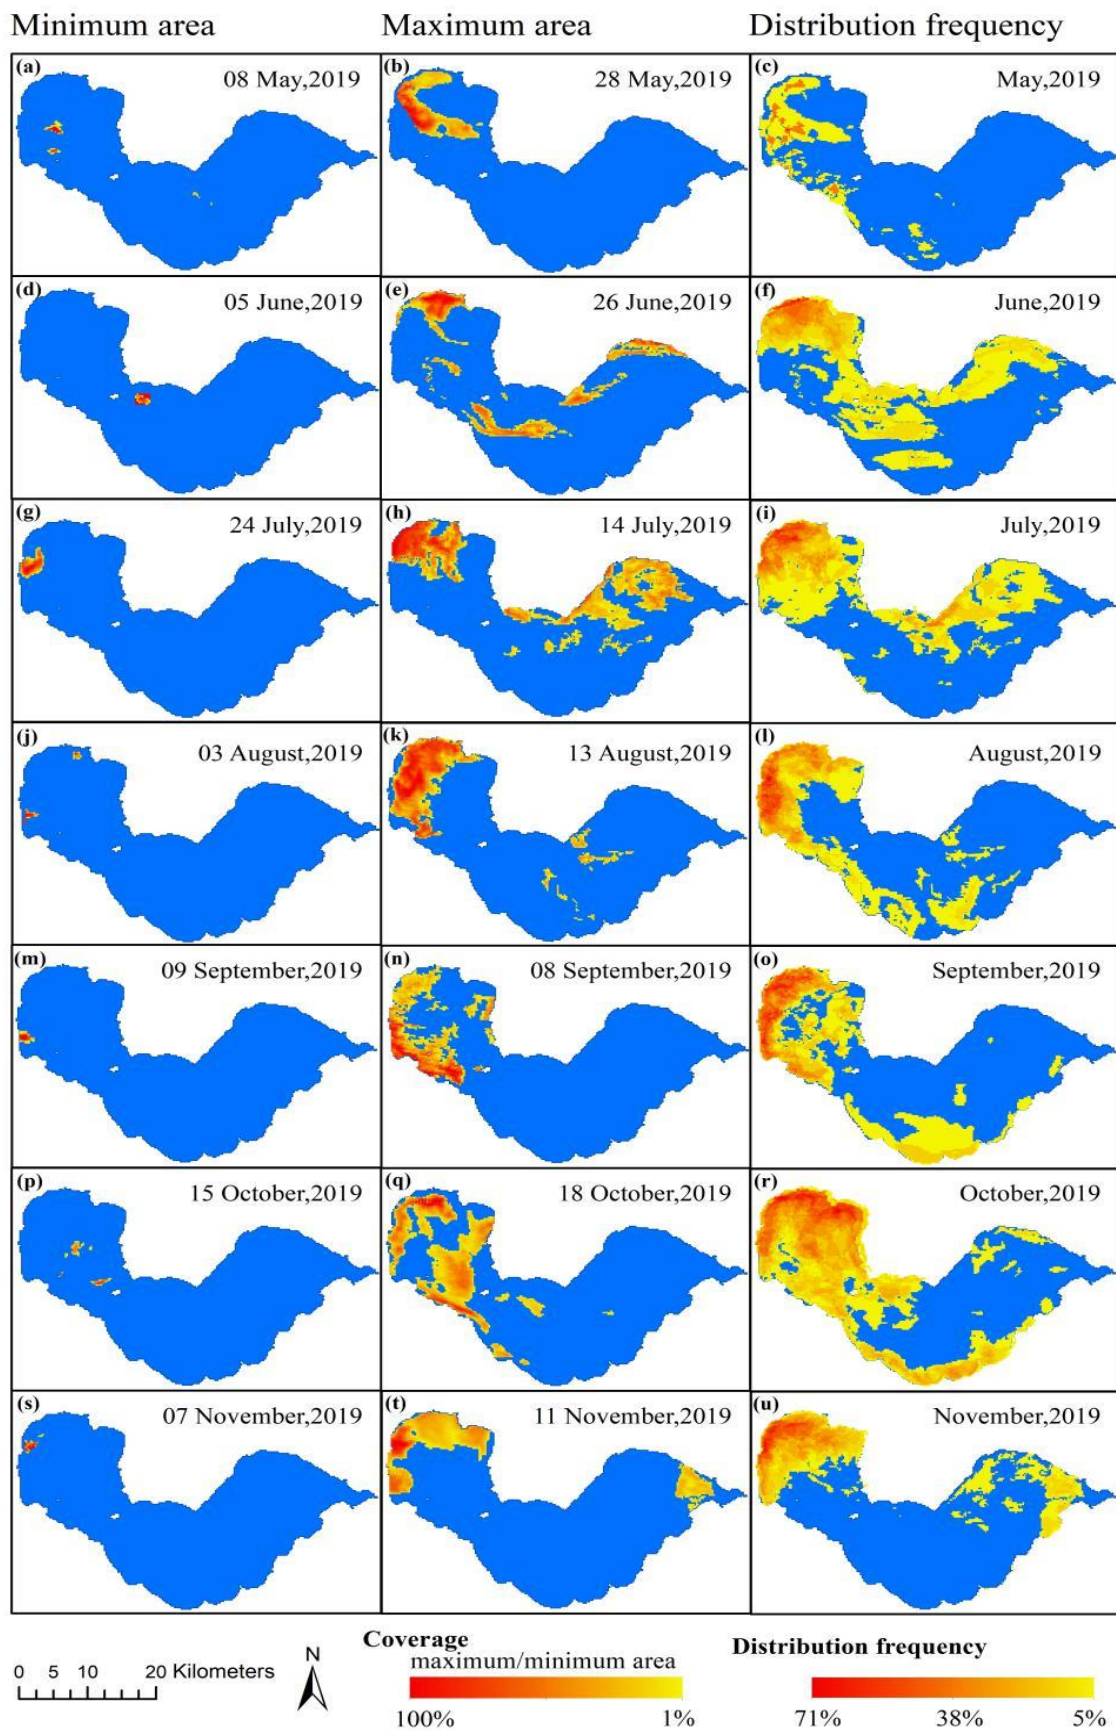 Minimum area Maximum area Distribution frequency
(a) 08 May,2019 (b) 28 May,2019 (c) May,2019
(d) 05 June,2019 (e) 26 June,2019 (f) June,2019
(g) 24 July,2019 (h) 14 July,2019 (i) July,2019
(j) 03 August,2019 (k) 13 August,2019 (l) August,2019
(m) 09 September,2019 (n) 08 September,2019 (o) September,2019
(p) 15 October,2019 (q) 18 October,2019 (r) October,2019
(s) 07 November,2019 (t) 11 November,2019 (u) November,2019
Coverage Distribution frequency
N maximum/minimum area
0 5 10 20 Kilometers
100% 1% 71% 38% 5%